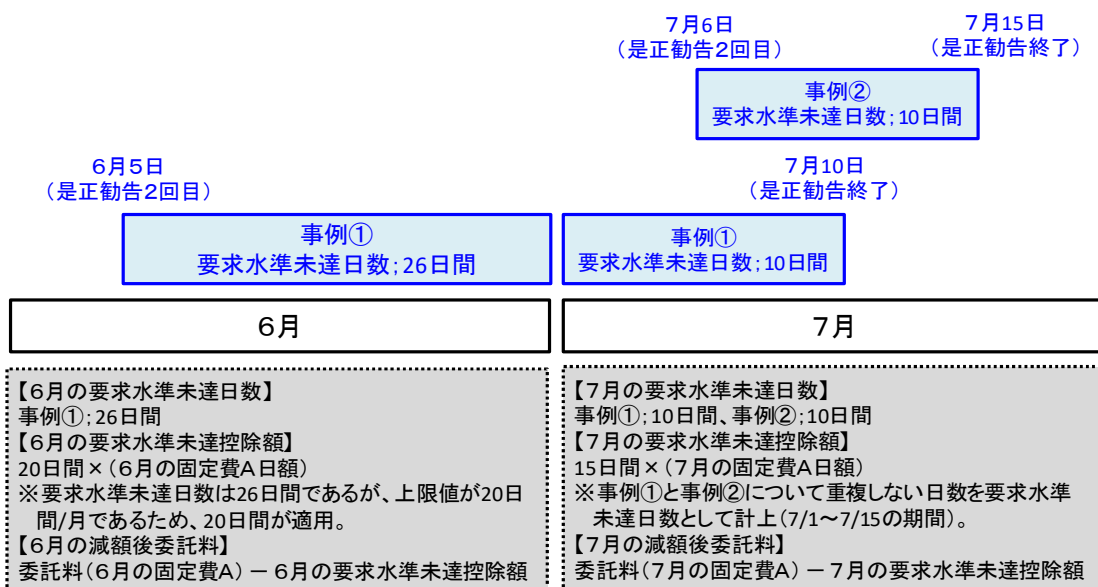 7月6日
（是正勧告2回目）
7月15日
（是正勧告終了）
事例②
要求水準未達日数；10日間
6月5日
（是正勧告2回目）
7月10日
（是正勧告終了）
事例①
要求水準未達日数；26日間
事例①
要求水準未達日数；10日間
6月
7月
【6月の要求水準未達日数】
事例①；26日間
【6月の要求水準未達控除額】
20日間×（6月の固定費A日額）
※要求水準未達日数は26日間であるが、上限値が20日
間/月であるため、20日間が適用。
【6月の減額後委託料】
委託料（6月の固定費A）－6月の要求水準未達控除額
【7月の要求水準未達日数】
事例①；10日間、事例②；10日間
【7月の要求水準未達控除額】
15日間×（7月の固定費A日額）
※事例①と事例②について重複しない日数を要求水準
未達日数として計上（7/1～7/15の期間）。
【7月の減額後委託料】
委託料（7月の固定費A）－7月の要求水準未達控除額